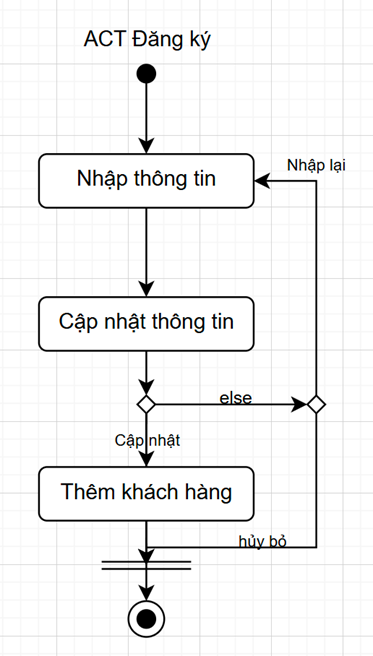 ACT Đăng ký
Nhập lại
Nhập thông tin
Cập nhật thông tin
else
Cập nhật
Thêm khách hàng
hủy bỏ